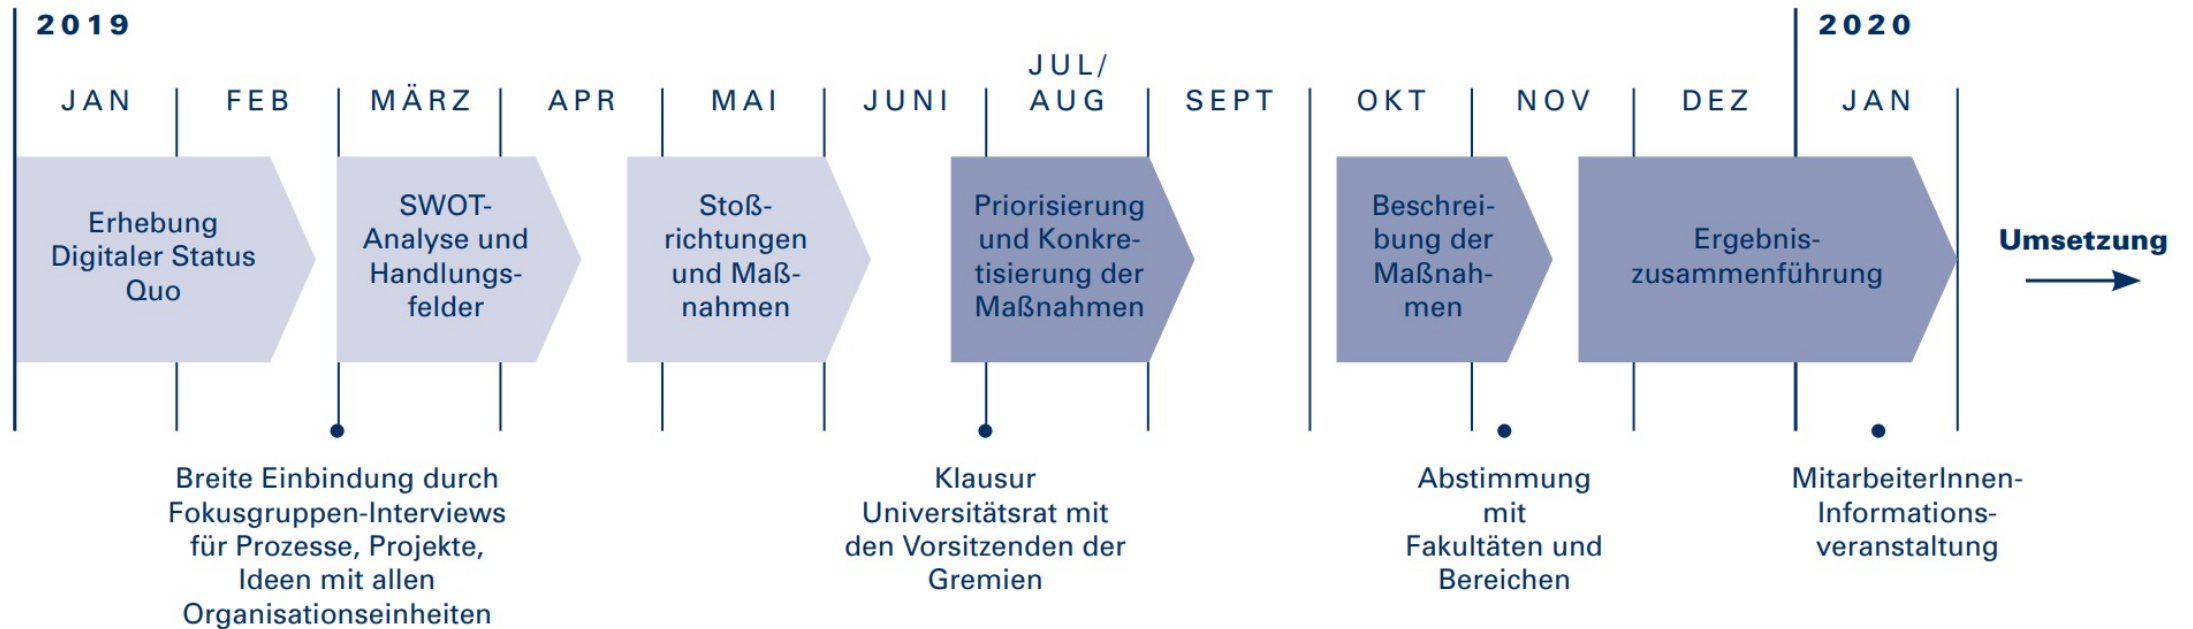 2019
2020
JAN
FEB
MÄRZ
APR
MAI
JUNI
JUL/
AUG
SEPT
OKT
NOV
DEZ
JAN
Erhebung
Digitaler Status
Quo
SWOT-
Analyse und
Handlungs-
felder
Stoß-
richtungen
und Maß-
nahmen
Priorisierung
und Konkre-
tisierung der
Maßnahmen
Beschrei-
bung der
Maßnah-
men
Ergebnis-
zusammenführung
Umsetzung
Breite Einbindung durch
Fokusgruppen-Interviews
für Prozesse, Projekte,
Ideen mit allen
Organisationseinheiten
Klausur
Universitätsrat mit
den Vorsitzenden der
Gremien
Abstimmung
mit
Fakultäten und
Bereichen
MitarbeiterInnen-
Informations-
veranstaltung